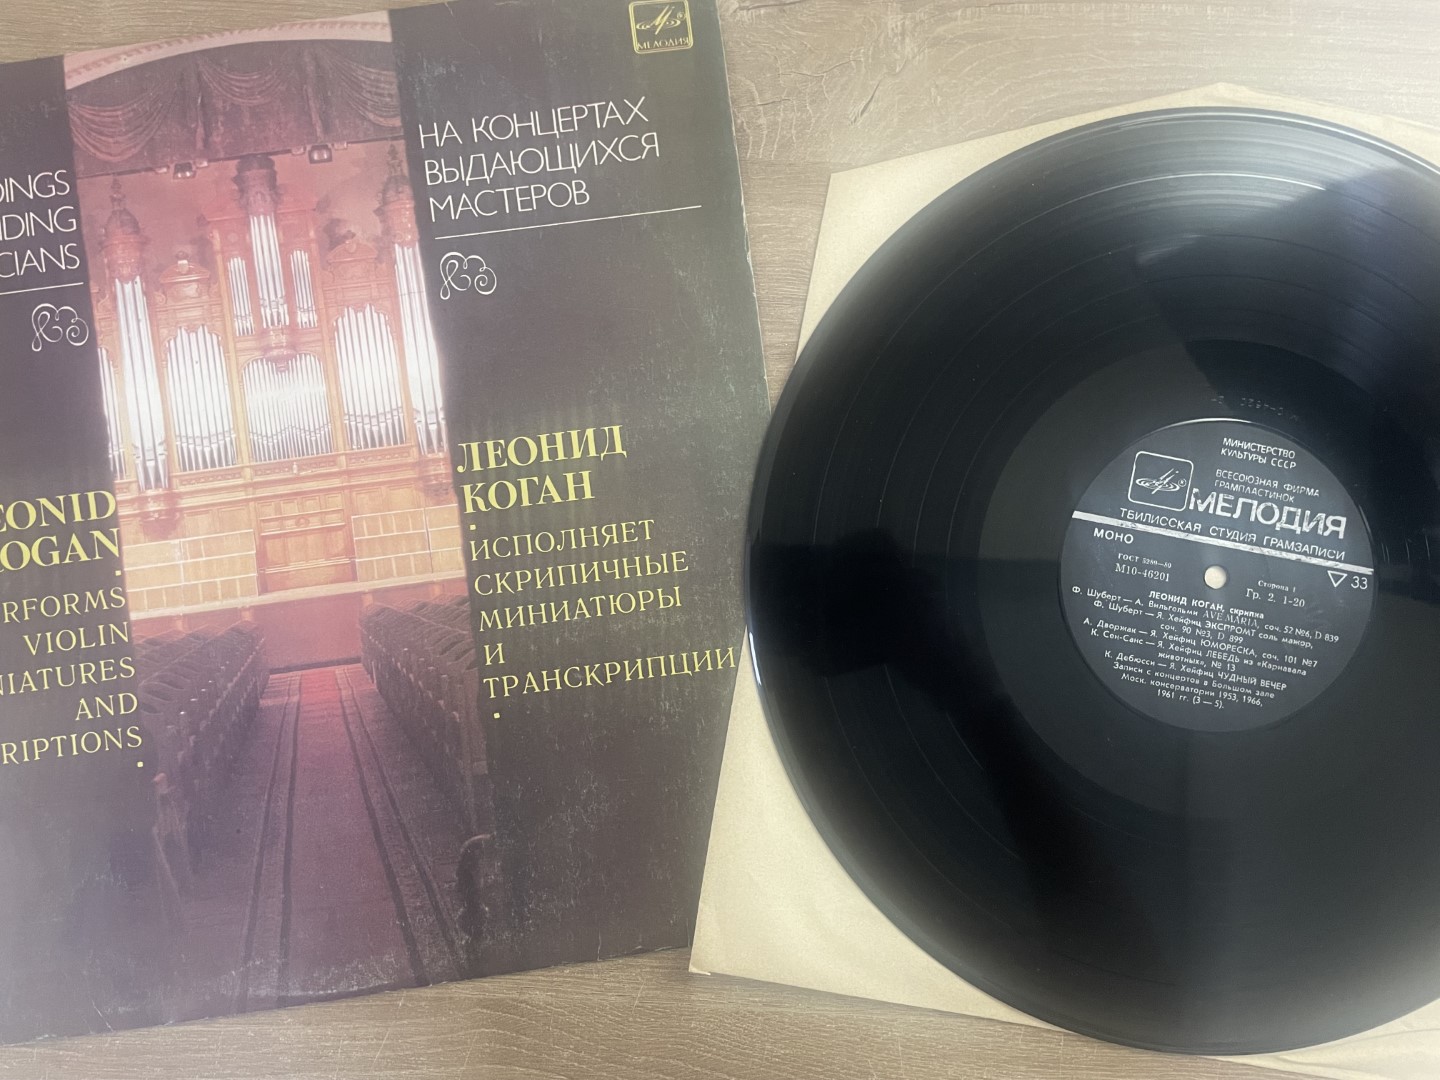 МЕЛОДИЯ
НА КОНЦЕРТАХ
ВЫДАЮЩИХСЯ
МАСТЕРОВ
DINGS
DING
CIANS
ЛЕОНИД
КОГАН
ИСПОЛНЯЕТ
СКРИПИЧНЫЕ
МИНИАТЮРЫ
И
ТРАНСКРИПЦИИ
EONID
OGAN
RFORMS
VIOLIN
NIATURES
AND
RIPTIONS
МИНИСТЕРСТВО
КУЛЬТУРЫ СССР
ВСЕСОЮЗНАЯ ФИРМА
ГРАМПЛАСТИНОК
МЕЛОДИЯ
ТБИЛИССКАЯ СТУДИЯ ГРАМЗАПИСИ
МОНО
33
ГОСТ 5289—80
М10-46201
Сторона 1
Гр. 2. 1-20
ЛЕОНИД КОГАН, скрипка
Ф. Шуберт — А. Вильгельми AVE MARIA, соч. 52 №6, D 839
Ф. Шуберт — Я. Хейфиц ЭКСПРОМТ соль мажор,
соч. 90 №3, D 899
А. Дворжак — Я. Хейфиц ЮМОРЕСКА, соч. 101 №7
К. Сен-Санс — Я. Хейфиц ЛЕБЕДЬ из «Карнавала
животных», № 13
К. Дебюсси — Я. Хейфиц ЧУДНЫЙ ВЕЧЕР
Записи с концертов в Большом зале
Моск. консерватории 1953, 1966,
1961 гг. (3 — 5).